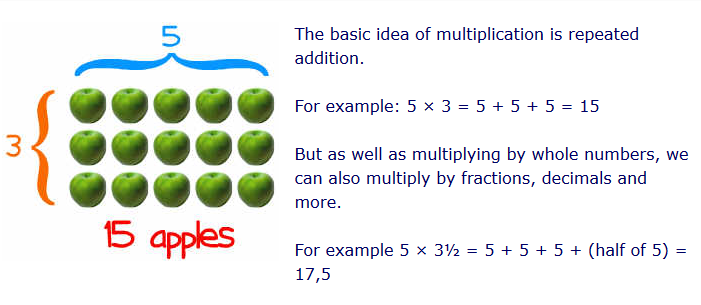 5
3
15 apples
The basic idea of multiplication is repeated
addition.
For example: 5 × 3 = 5 + 5 + 5 = 15
But as well as multiplying by whole numbers, we
can also multiply by fractions, decimals and
more.
For example 5 × 3½ = 5 + 5 + 5 + (half of 5) =
17,5